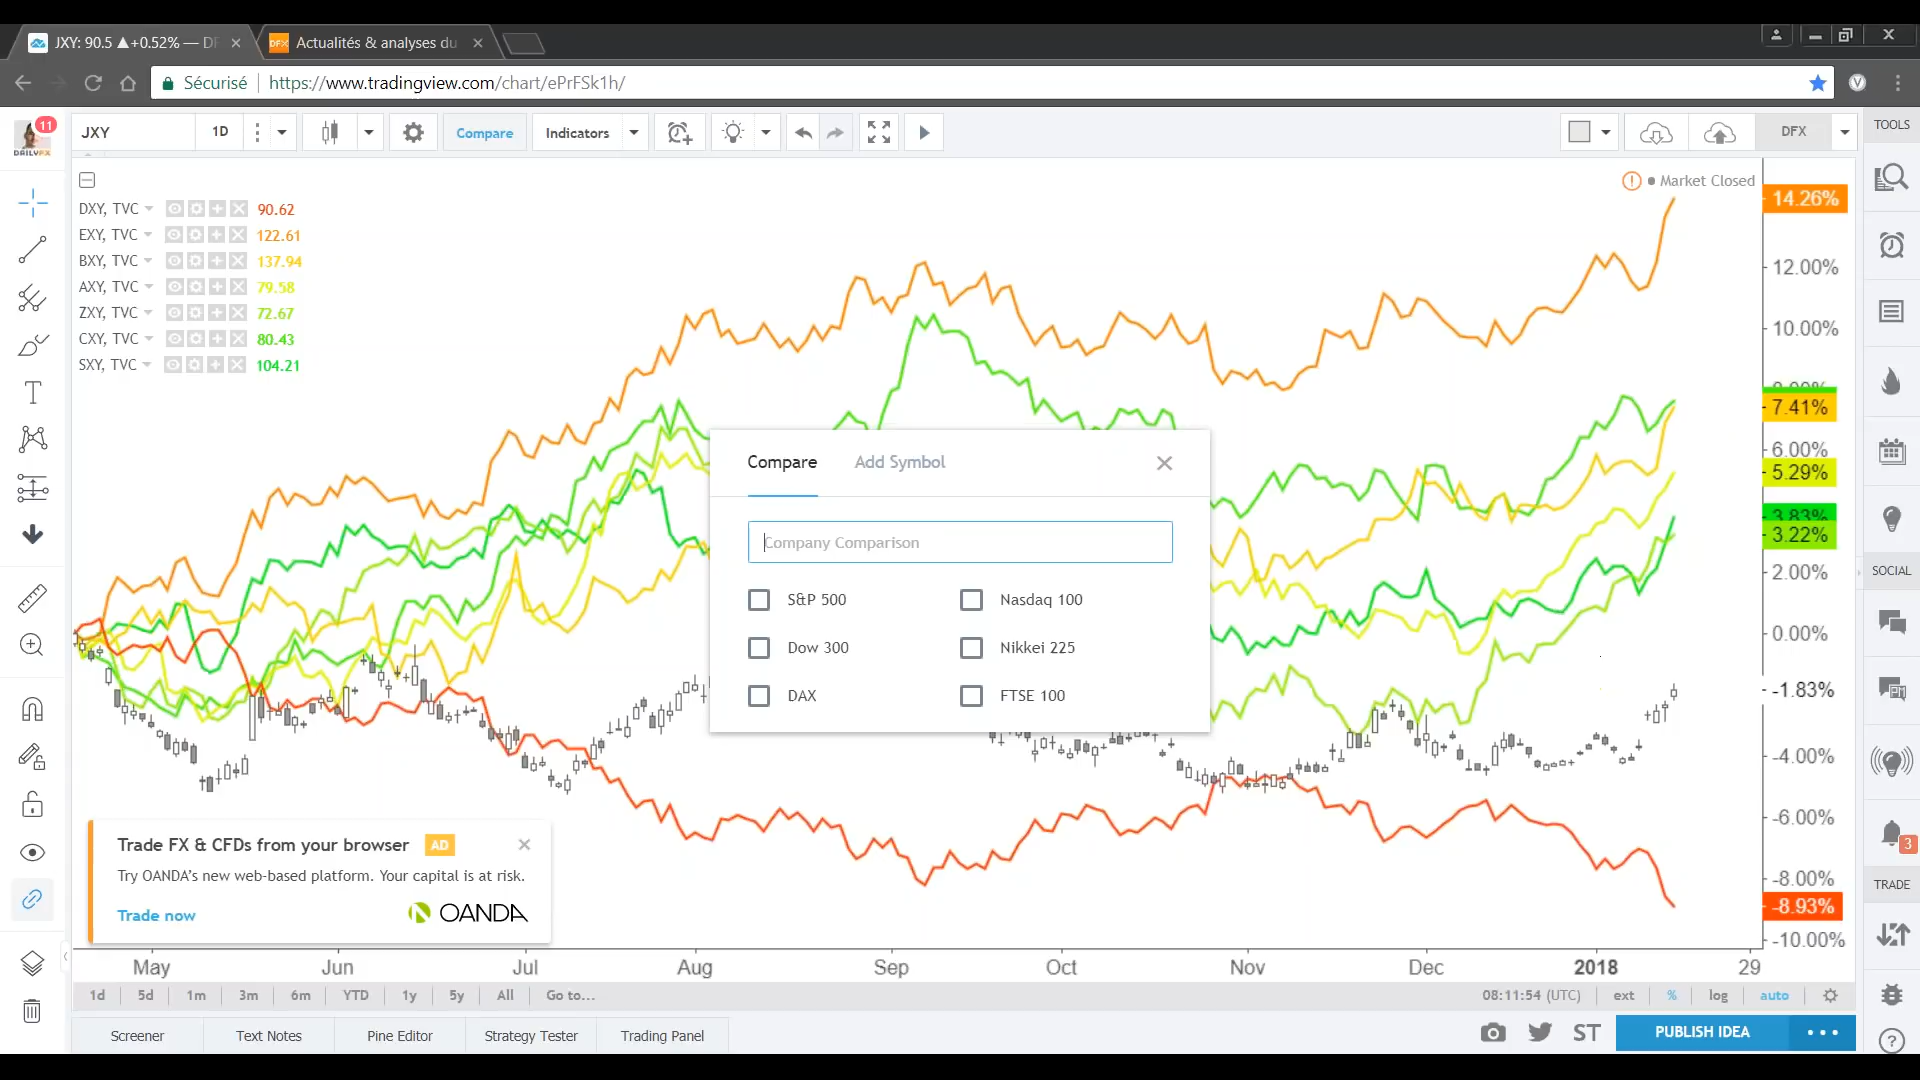 JXY: 90.5 ▲+0.52% — DF
DFX Actualités & analyses du
Sécurisé https://www.tradingview.com/chart/ePrFSk1h/
11
DAILYFX
JXY 1D Compare Indicators DFX
TOOLS
Market Closed
DXY, TVC 90.62
EXY, TVC 122.61
BXY, TVC 137.94
AXY, TVC 79.58
ZXY, TVC 72.67
CXY, TVC 80.43
SXY, TVC 104.21
14.26%
12.00%
10.00%
7.41%
6.00%
5.29%
3.83%
3.22%
2.00%
0.00%
-1.83%
-4.00%
-6.00%
-8.00%
-8.93%
-10.00%
Compare Add Symbol
Company Comparison
S&P 500 Nasdaq 100
Dow 300 Nikkei 225
DAX FTSE 100
SOCIAL
3
TRADE
Trade FX & CFDs from your browser AD
Try OANDA's new web-based platform. Your capital is at risk.
Trade now OANDA
May Jun Jul Aug Sep Oct Nov Dec 2018 29
1d 5d 1m 3m 6m YTD 1y 5y All Go to... 08:11:54 (UTC) ext % log auto
Screener Text Notes Pine Editor Strategy Tester Trading Panel ST PUBLISH IDEA